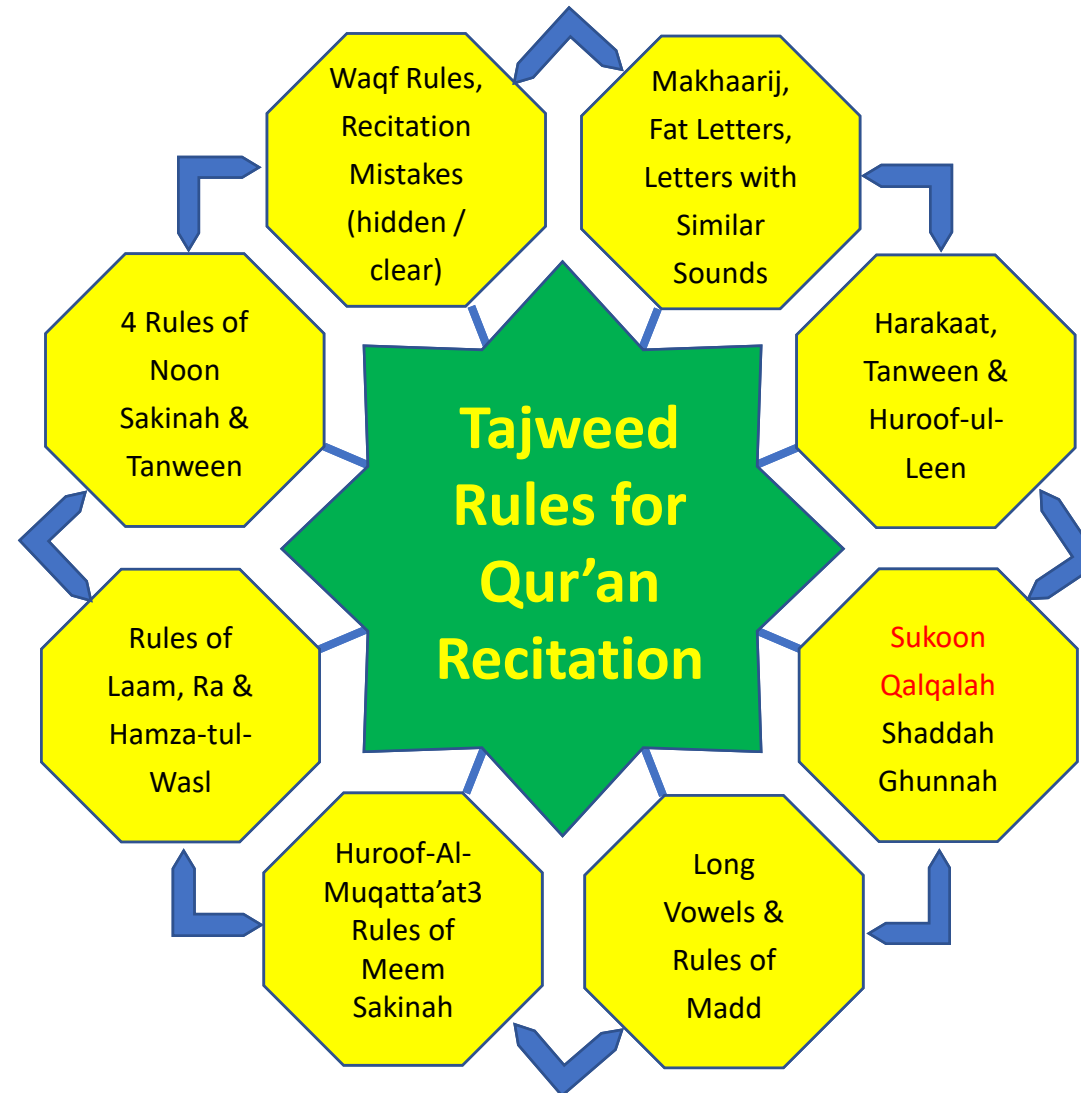 Tajweed
Rules for
Qur’an
Recitation
Makhaarij,
Fat Letters,
Letters with
Similar
Sounds
Harakaat,
Tanween &
Huroof-ul-
Leen
Sukoon
Qalqalah
Shaddah
Ghunnah
Long
Vowels &
Rules of
Madd
Huroof-Al-
Muqatta’at3
Rules of
Meem
Sakinah
Rules of
Laam, Ra &
Hamza-tul-
Wasl
4 Rules of
Noon
Sakinah &
Tanween
Waqf Rules,
Recitation
Mistakes
(hidden /
clear)